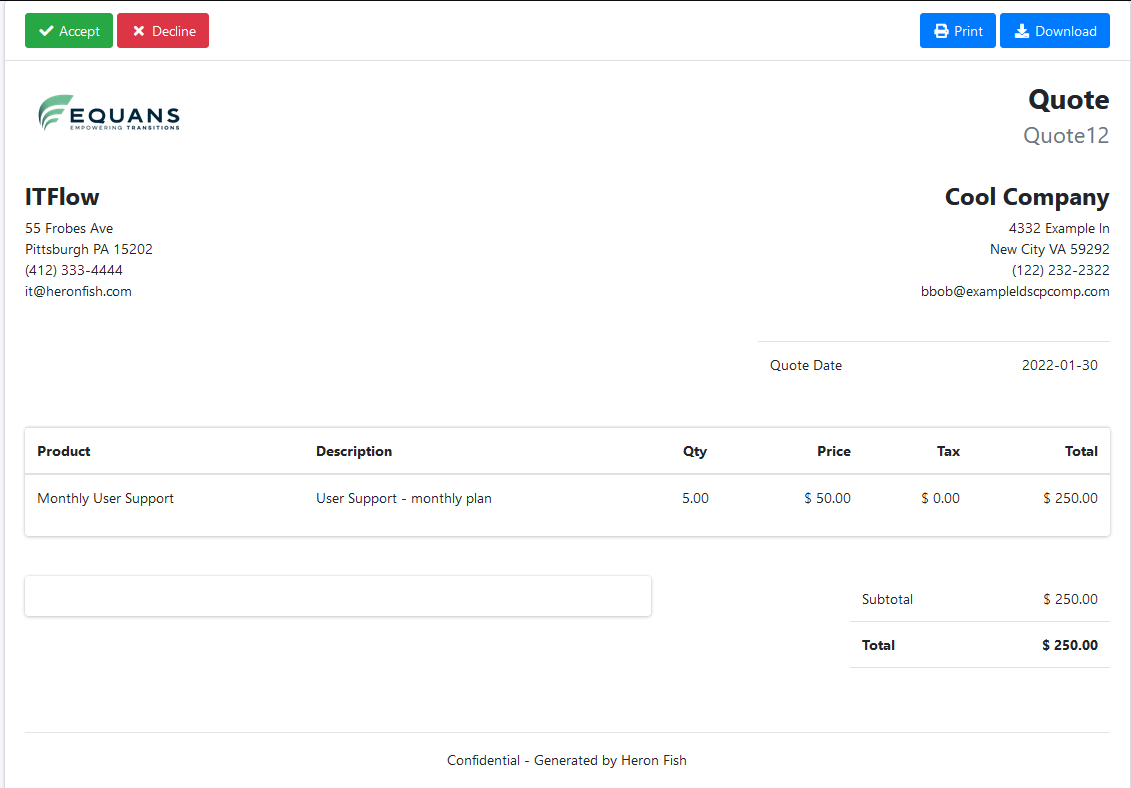 Accept Decline Print Download
EQUANS
EMPOWERING TRANSITIONS
Quote
Quote12
ITFlow
55 Frobes Ave
Pittsburgh PA 15202
(412) 333-4444
it@heronfish.com
Cool Company
4332 Example ln
New City VA 59292
(122) 232-2322
bbob@exampleldscpcomp.com
Quote Date 2022-01-30
Product Description Qty Price Tax Total
Monthly User Support User Support - monthly plan 5.00 $ 50.00 $ 0.00 $ 250.00
Subtotal $ 250.00
Total $ 250.00
Confidential - Generated by Heron Fish